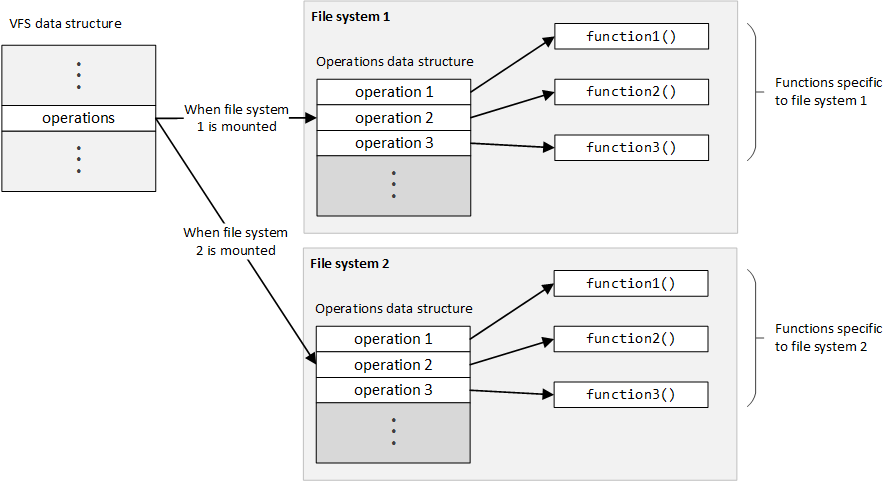 VFS data structure
operations
When file system
1 is mounted
When file system
2 is mounted
File system 1
Operations data structure
operation 1
operation 2
operation 3
function1()
function2()
function3()
Functions specific
to file system 1
File system 2
Operations data structure
operation 1
operation 2
operation 3
function1()
function2()
function3()
Functions specific
to file system 2